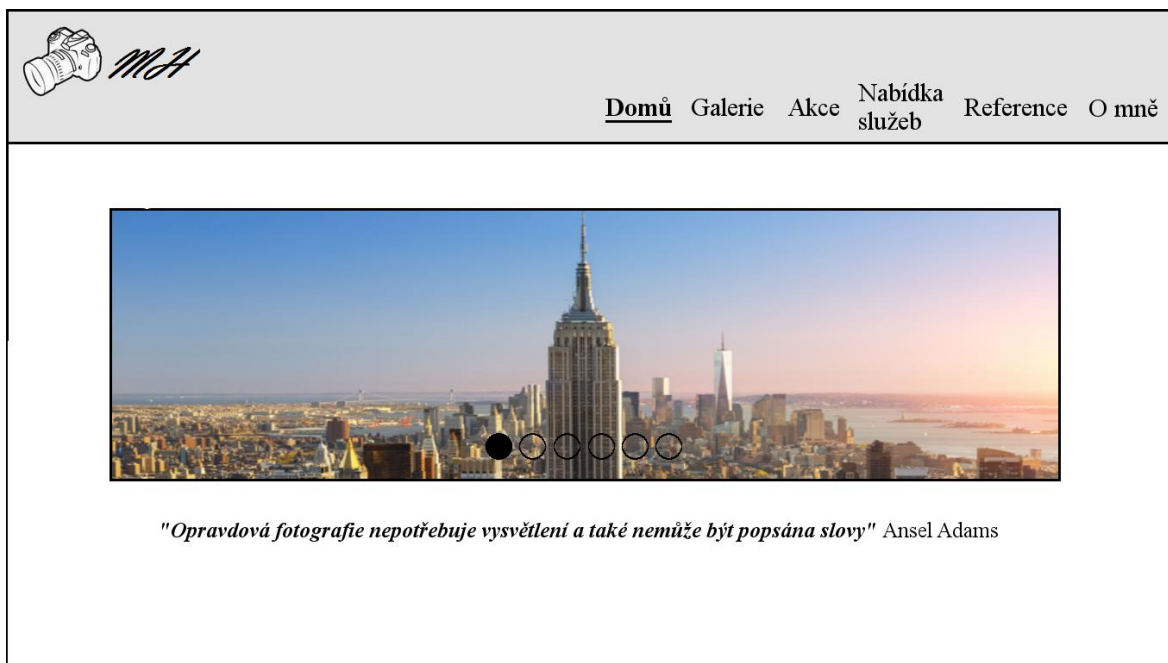 MH
Domů Galerie Akce Nabídka služeb Reference O mně
"Opravdová fotografie nepotřebuje vysvětlení a také nemůže být popsána slovy" Ansel Adams